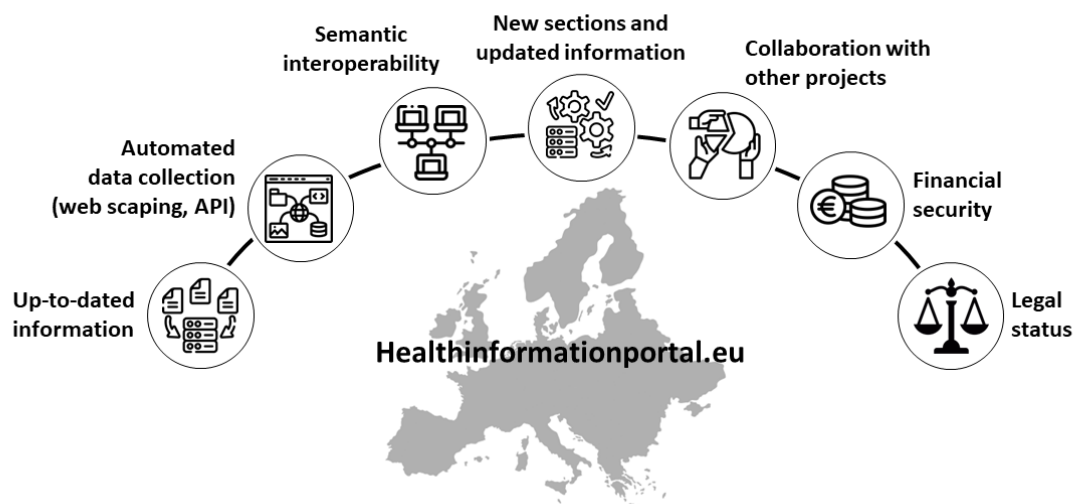 Up-to-dated
information
Automated
data collection
(web scaping, API)
Semantic
interoperability
New sections and
updated information
Collaboration with
other projects
Financial
security
Legal
status
Healthinformationportal.eu